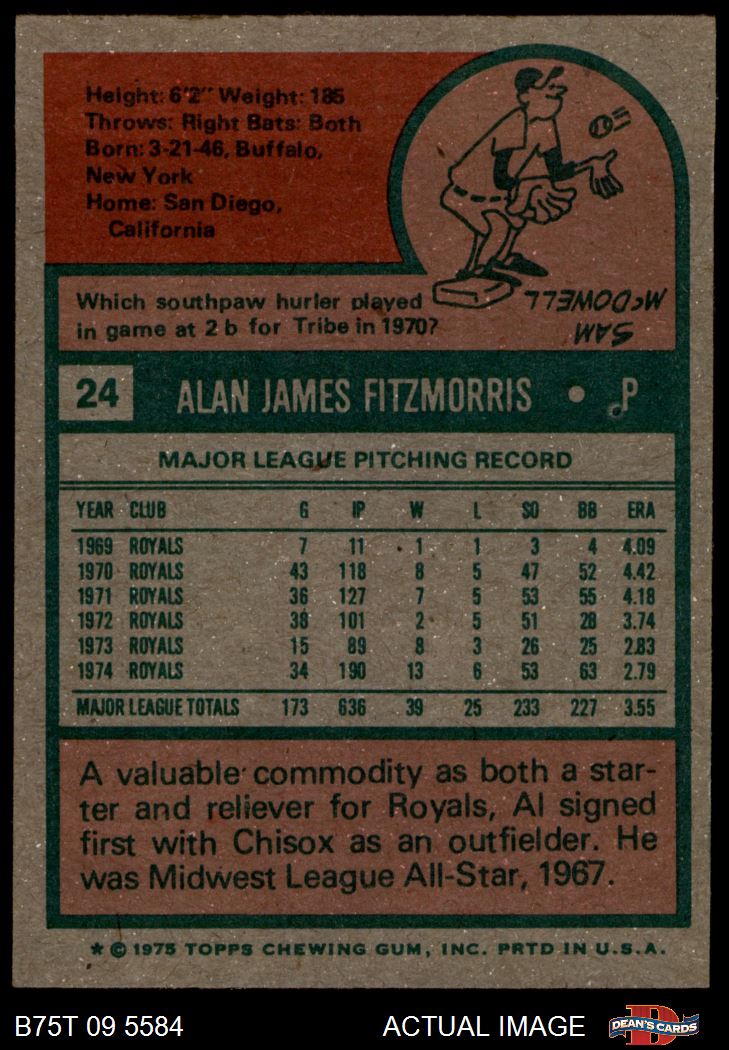 Height: 6'2" Weight: 185
Throws: Right Bats: Both
Born: 3-21-46, Buffalo,
New York
Home: San Diego,
California
Which southpaw hurler played
in game at 2 b for Tribe in 1970?
SAM
McDOWELL
24 ALAN JAMES FITZMORRIS • P
MAJOR LEAGUE PITCHING RECORD
YEAR CLUB G IP W L SO BB ERA
1969 ROYALS 7 11 1 1 3 4 4.09
1970 ROYALS 43 118 8 5 47 52 4.42
1971 ROYALS 36 127 7 5 53 55 4.18
1972 ROYALS 38 101 2 5 51 28 3.74
1973 ROYALS 15 89 8 3 26 25 2.83
1974 ROYALS 34 190 13 6 53 63 2.79
MAJOR LEAGUE TOTALS 173 636 39 25 233 227 3.55
A valuable commodity as both a star-
ter and reliever for Royals, Al signed
first with Chisox as an outfielder. He
was Midwest League All-Star, 1967.
* © 1975 TOPPS CHEWING GUM, INC. PRTD IN U.S.A.
B75T 09 5584 ACTUAL IMAGE DEAN'S CARDS